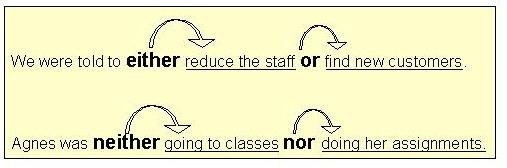 We were told to either reduce the staff or find new customers.
Agnes was neither going to classes nor doing her assignments.